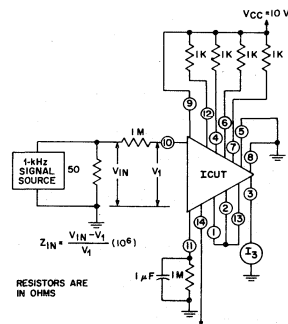 VCC=10 V
1K
1K
1K
1K
9
12
4
6
7
5
8
3
1 M
10
1-kHz
SIGNAL
SOURCE
50
VIN
V1
ICUT
ZIN = VIN-V1 / V1 (10⁶)
14
1
2
13
11
I3
1 μF
1M
RESISTORS ARE
IN OHMS